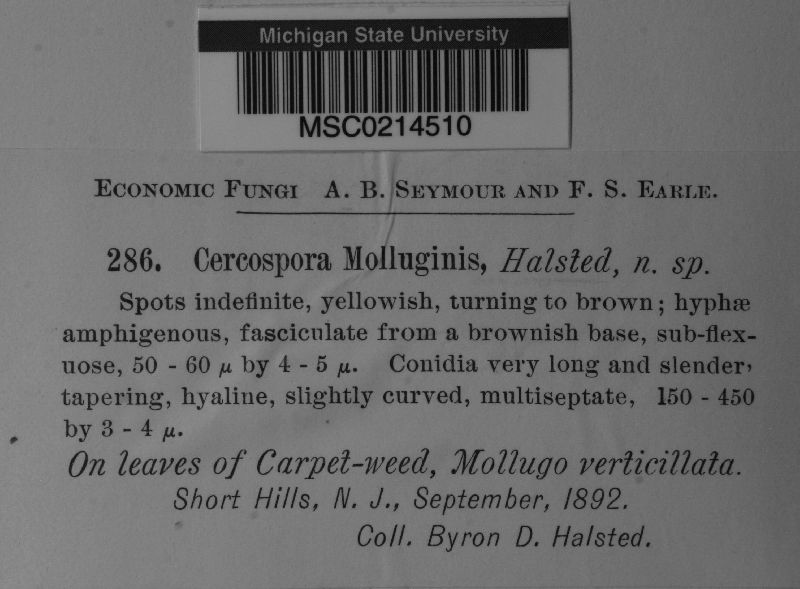 Michigan State University
MSC0214510
ECONOMIC FUNGI A. B. SEYMOUR AND F. S. EARLE.
286. Cercospora Molluginis, Halsted, n. sp.
Spots indefinite, yellowish, turning to brown; hyphæ
amphigenous, fasciculate from a brownish base, sub-flex-
uose, 50 - 60 µ by 4 - 5 µ. Conidia very long and slender,
tapering, hyaline, slightly curved, multiseptate, 150 - 450
by 3 - 4 µ.
On leaves of Carpet-weed, Mollugo verticillata.
Short Hills, N. J., September, 1892.
Coll. Byron D. Halsted.